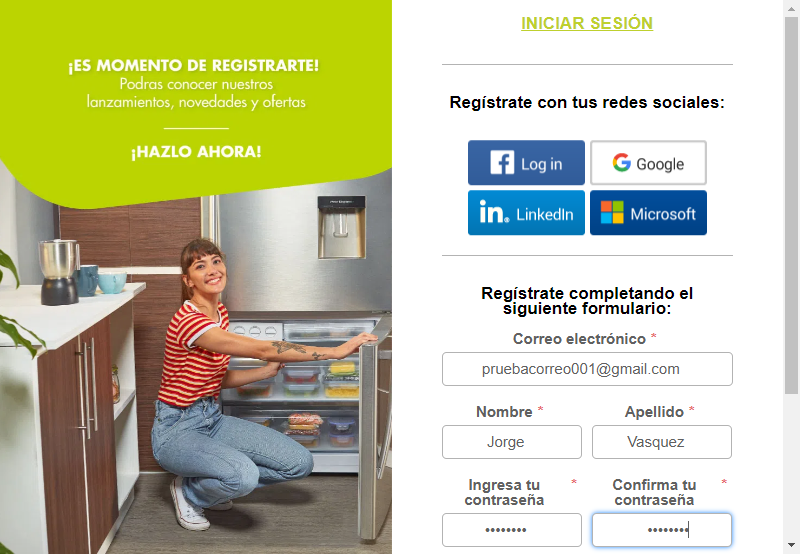 ¡ES MOMENTO DE REGISTRARTE!
Podras conocer nuestros
lanzamientos, novedades y ofertas
¡HAZLO AHORA!
INICIAR SESIÓN
Regístrate con tus redes sociales:
Log in
Google
LinkedIn
Microsoft
Regístrate completando el
siguiente formulario:
Correo electrónico *
pruebacorreo001@gmail.com
Nombre * Apellido *
Jorge Vasquez
Ingresa tu * Confirma tu *
contraseña contraseña
•••••••• ••••••••